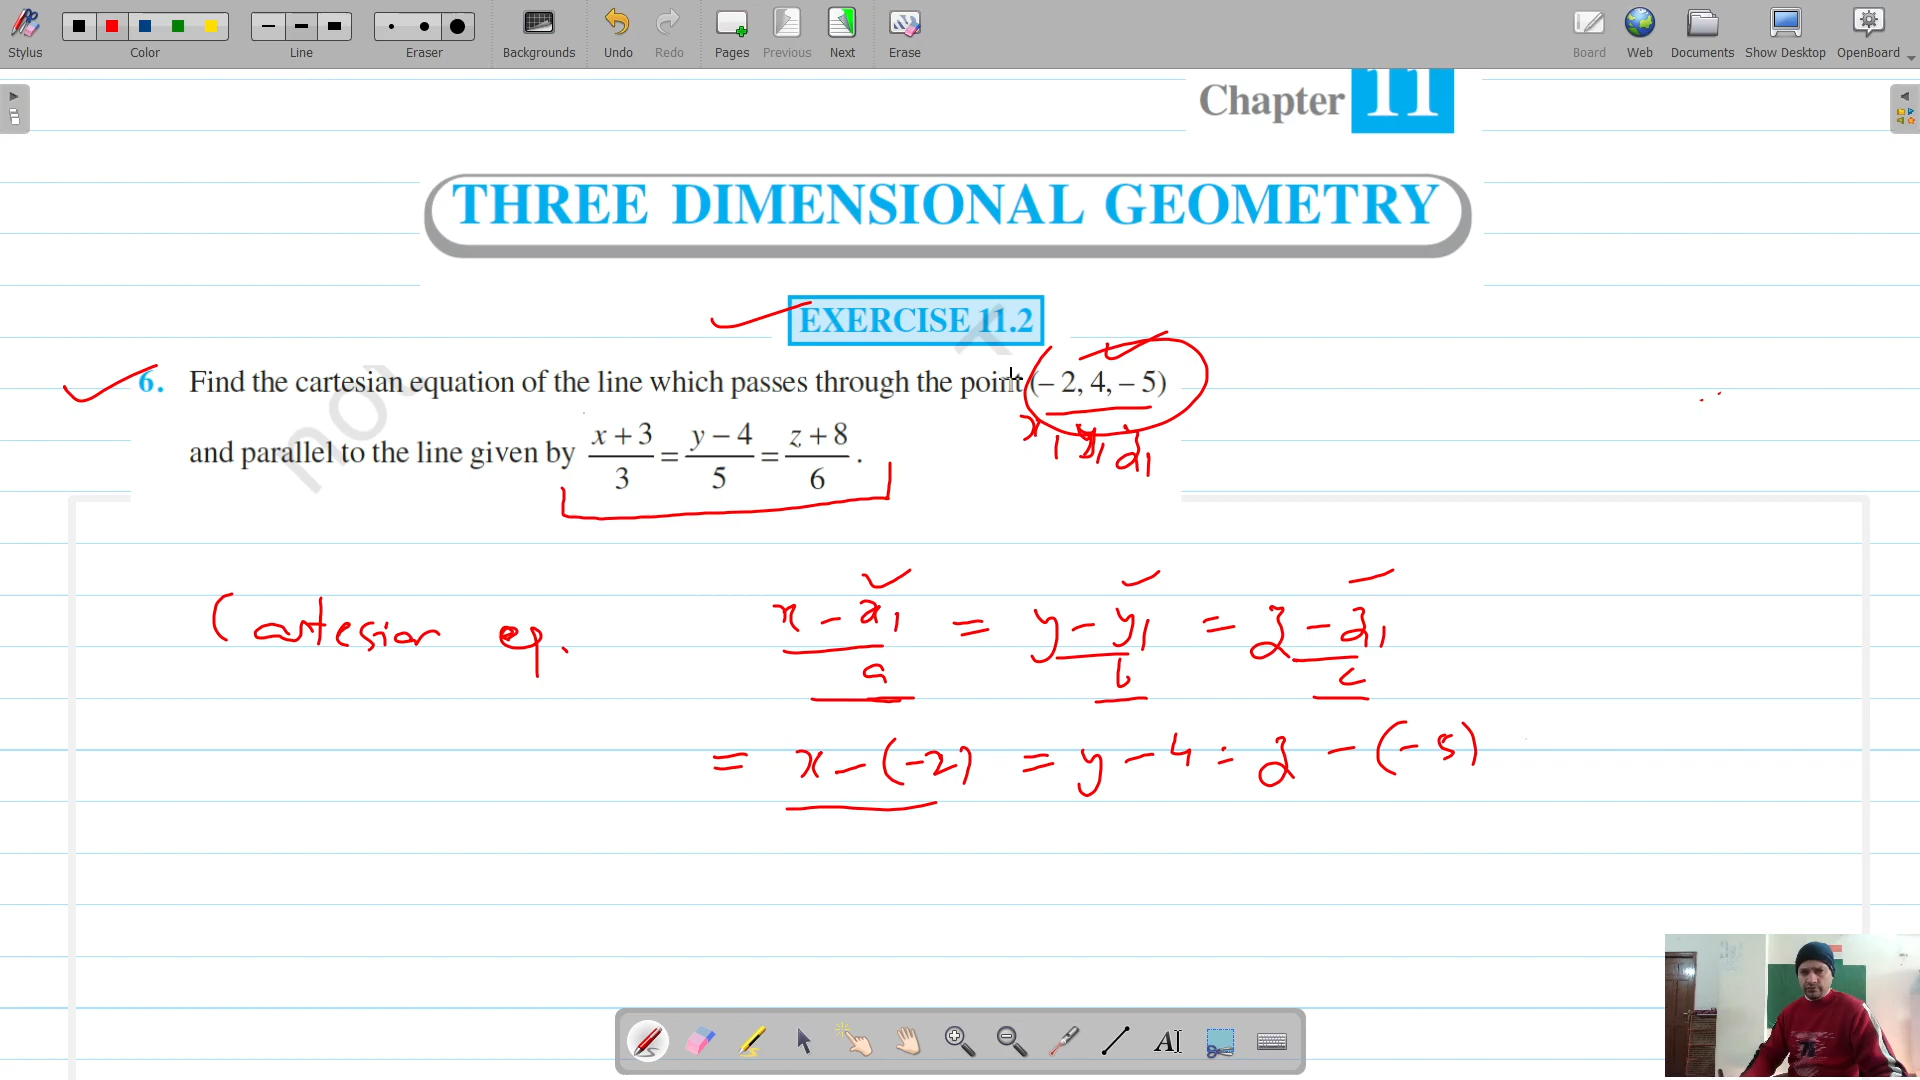 Stylus Color Line Eraser Backgrounds Undo Redo Pages Previous Next Erase Board Web Documents Show Desktop OpenBoard
Chapter 11
THREE DIMENSIONAL GEOMETRY
EXERCISE 11.2
6. Find the cartesian equation of the line which passes through the point (– 2, 4, – 5)
x₁ y₁ z₁
and parallel to the line given by (x + 3)/3 = (y – 4)/5 = (z + 8)/6 .
Cartesian eq. (x – x₁)/a = (y – y₁)/b = (z – z₁)/c
= x – (–2) = y – 4 = z – (–5)
AI